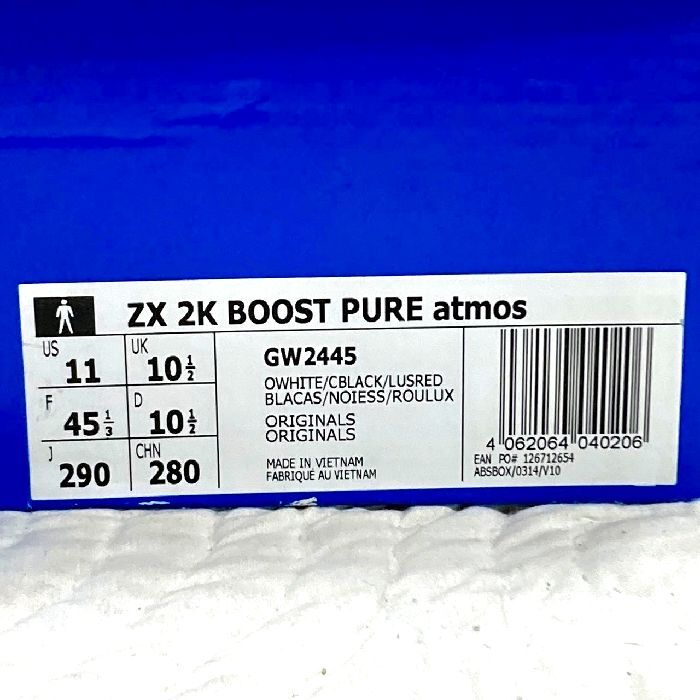 ZX 2K BOOST PURE atmos
US 11 UK 10 1/2
F 45 1/3 D 10 1/2
J 290 CHN 280
GW2445
OWHITE/CBLACK/LUSRED
BLACAS/NOIESS/ROULUX
ORIGINALS
ORIGINALS
MADE IN VIETNAM
FABRIQUÉ AU VIETNAM
4 062064 040206
EAN PO# 126712654
ABSBOX/0314/V10